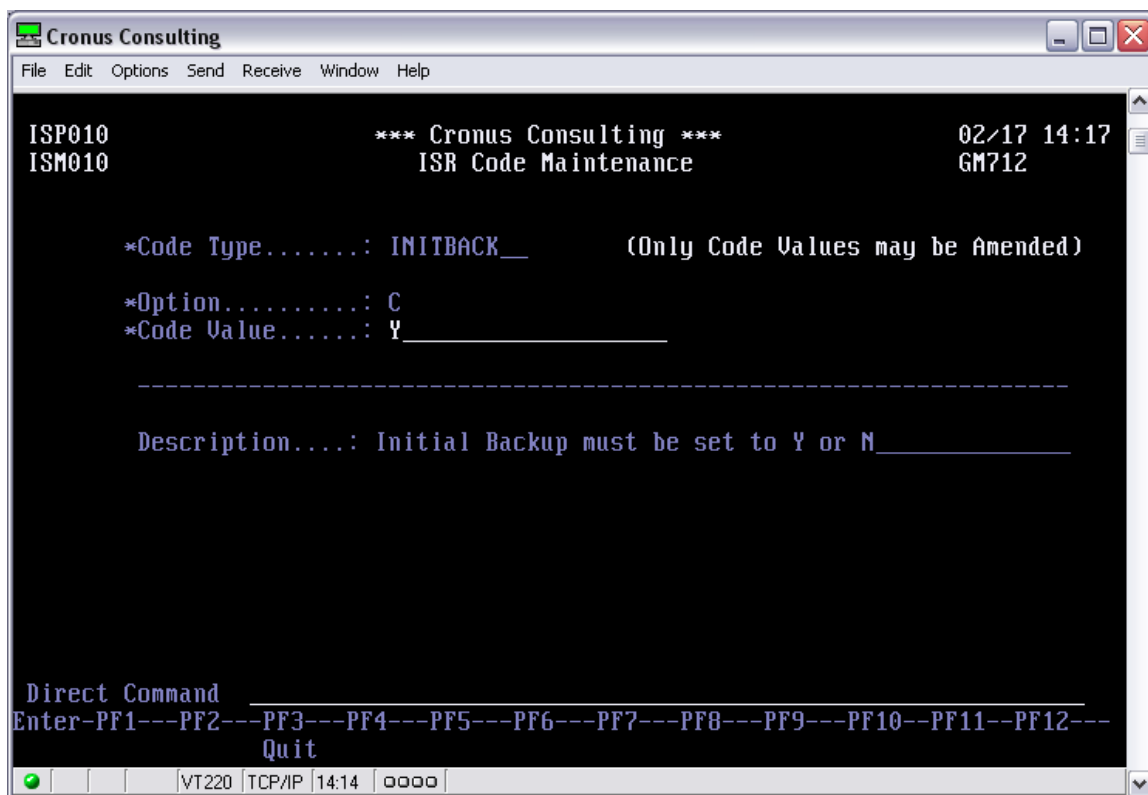 Cronus Consulting
File Edit Options Send Receive Window Help
ISP010 *** Cronus Consulting *** 02/17 14:17
ISM010 ISR Code Maintenance GM712
*Code Type.......: INITBACK__ (Only Code Values may be Amended)
*Option..........: C
*Code Value......: Y___________________
-------------------------------------------------------------------
Description....: Initial Backup must be set to Y or N______________
Direct Command ____________________________________________________________
Enter-PF1---PF2---PF3---PF4---PF5---PF6---PF7---PF8---PF9---PF10--PF11--PF12---
Quit
VT220 TCP/IP 14:14